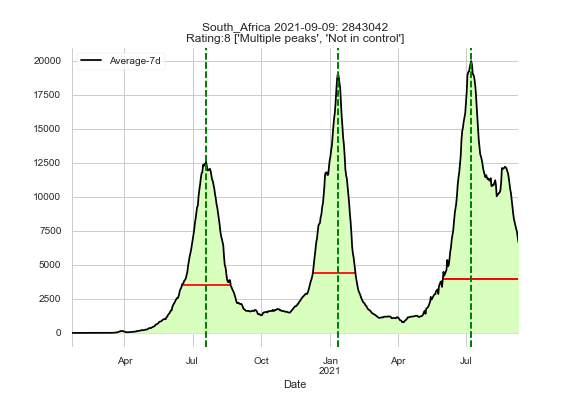 South_Africa 2021-09-09: 2843042
Rating:8 ['Multiple peaks', 'Not in control']
Average-7d
20000
17500
15000
12500
10000
7500
5000
2500
0
Apr
Jul
Oct
Jan
2021
Apr
Jul
Date